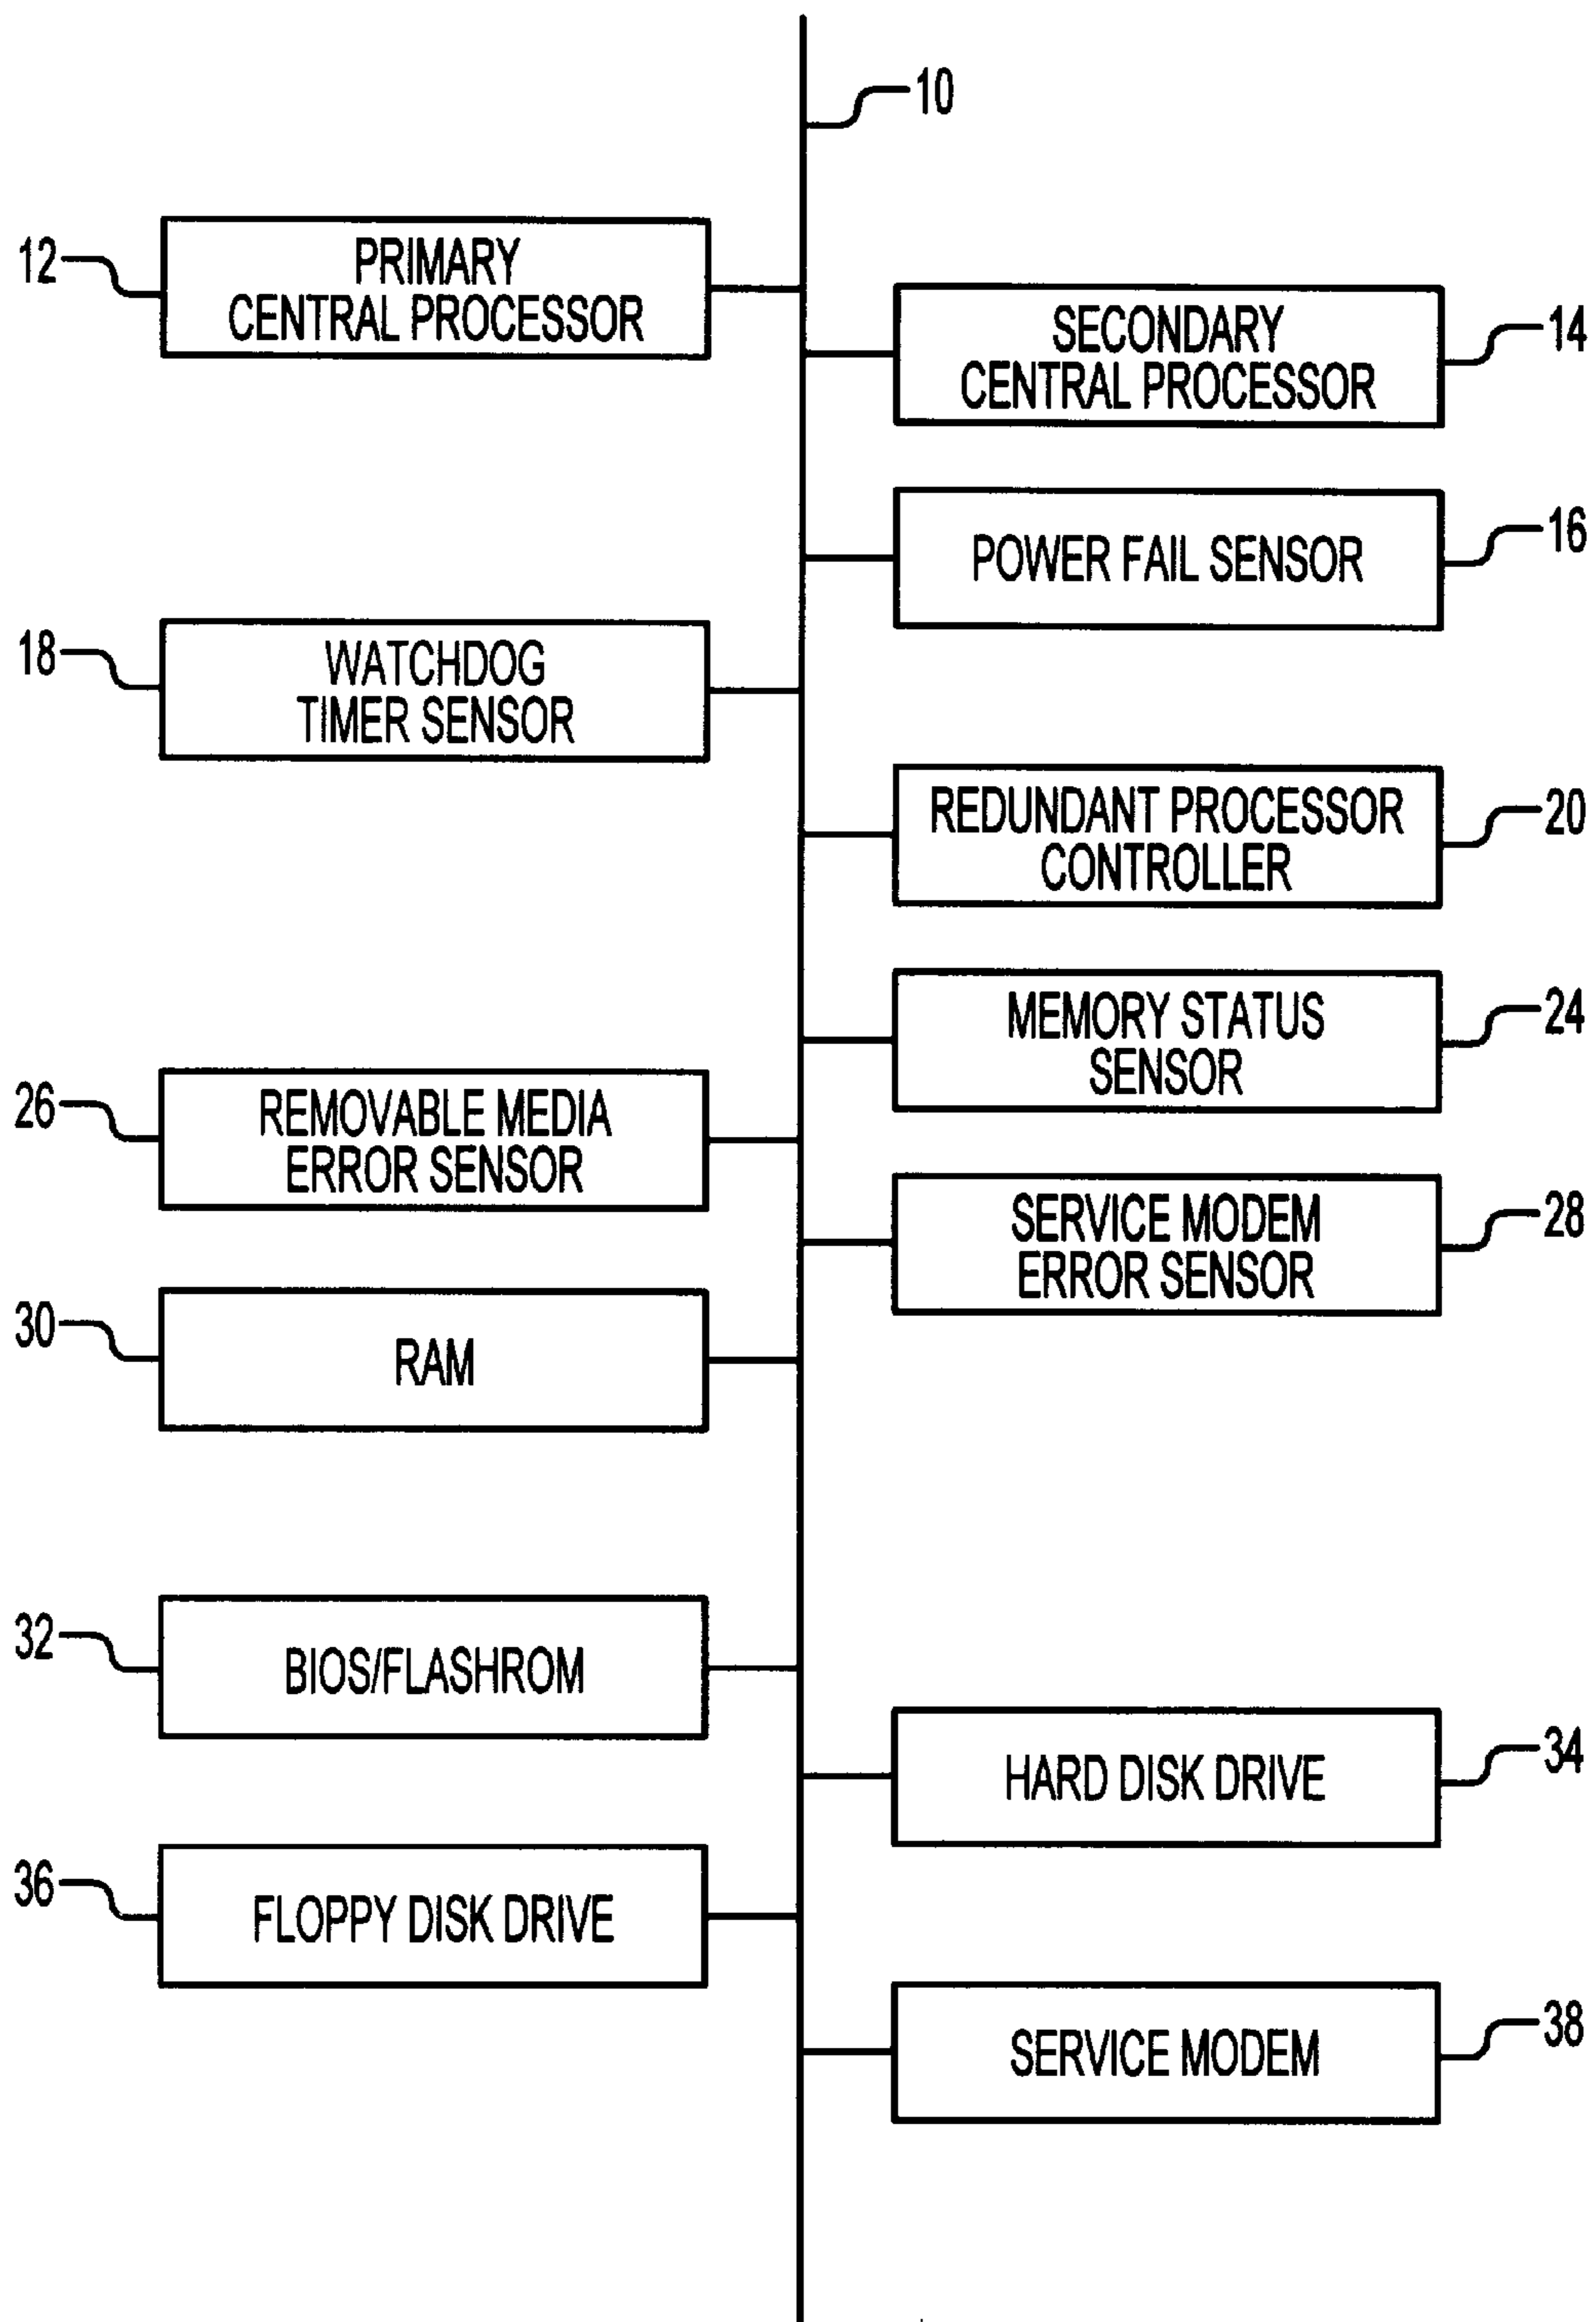 10
12
PRIMARY
CENTRAL PROCESSOR
SECONDARY
CENTRAL PROCESSOR
14
POWER FAIL SENSOR
16
18
WATCHDOG
TIMER SENSOR
REDUNDANT PROCESSOR
CONTROLLER
20
MEMORY STATUS
SENSOR
24
26
REMOVABLE MEDIA
ERROR SENSOR
SERVICE MODEM
ERROR SENSOR
28
30
RAM
32
BIOS/FLASHROM
HARD DISK DRIVE
34
36
FLOPPY DISK DRIVE
SERVICE MODEM
38